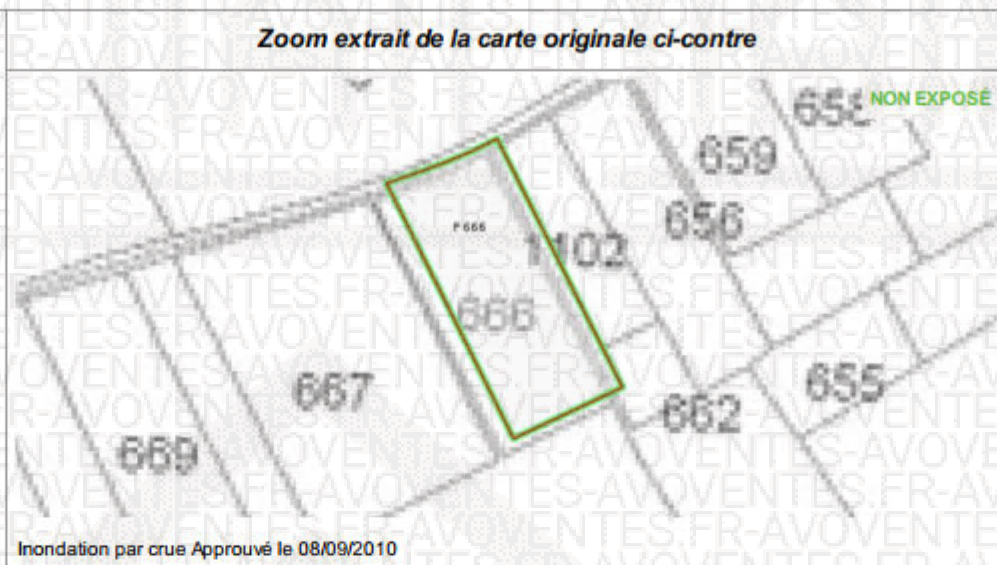 Zoom extrait de la carte originale ci-contre
NON EXPOSÉ
659
656
F 666
1102
666
667
655
662
669
Inondation par crue Approuvé le 08/09/2010